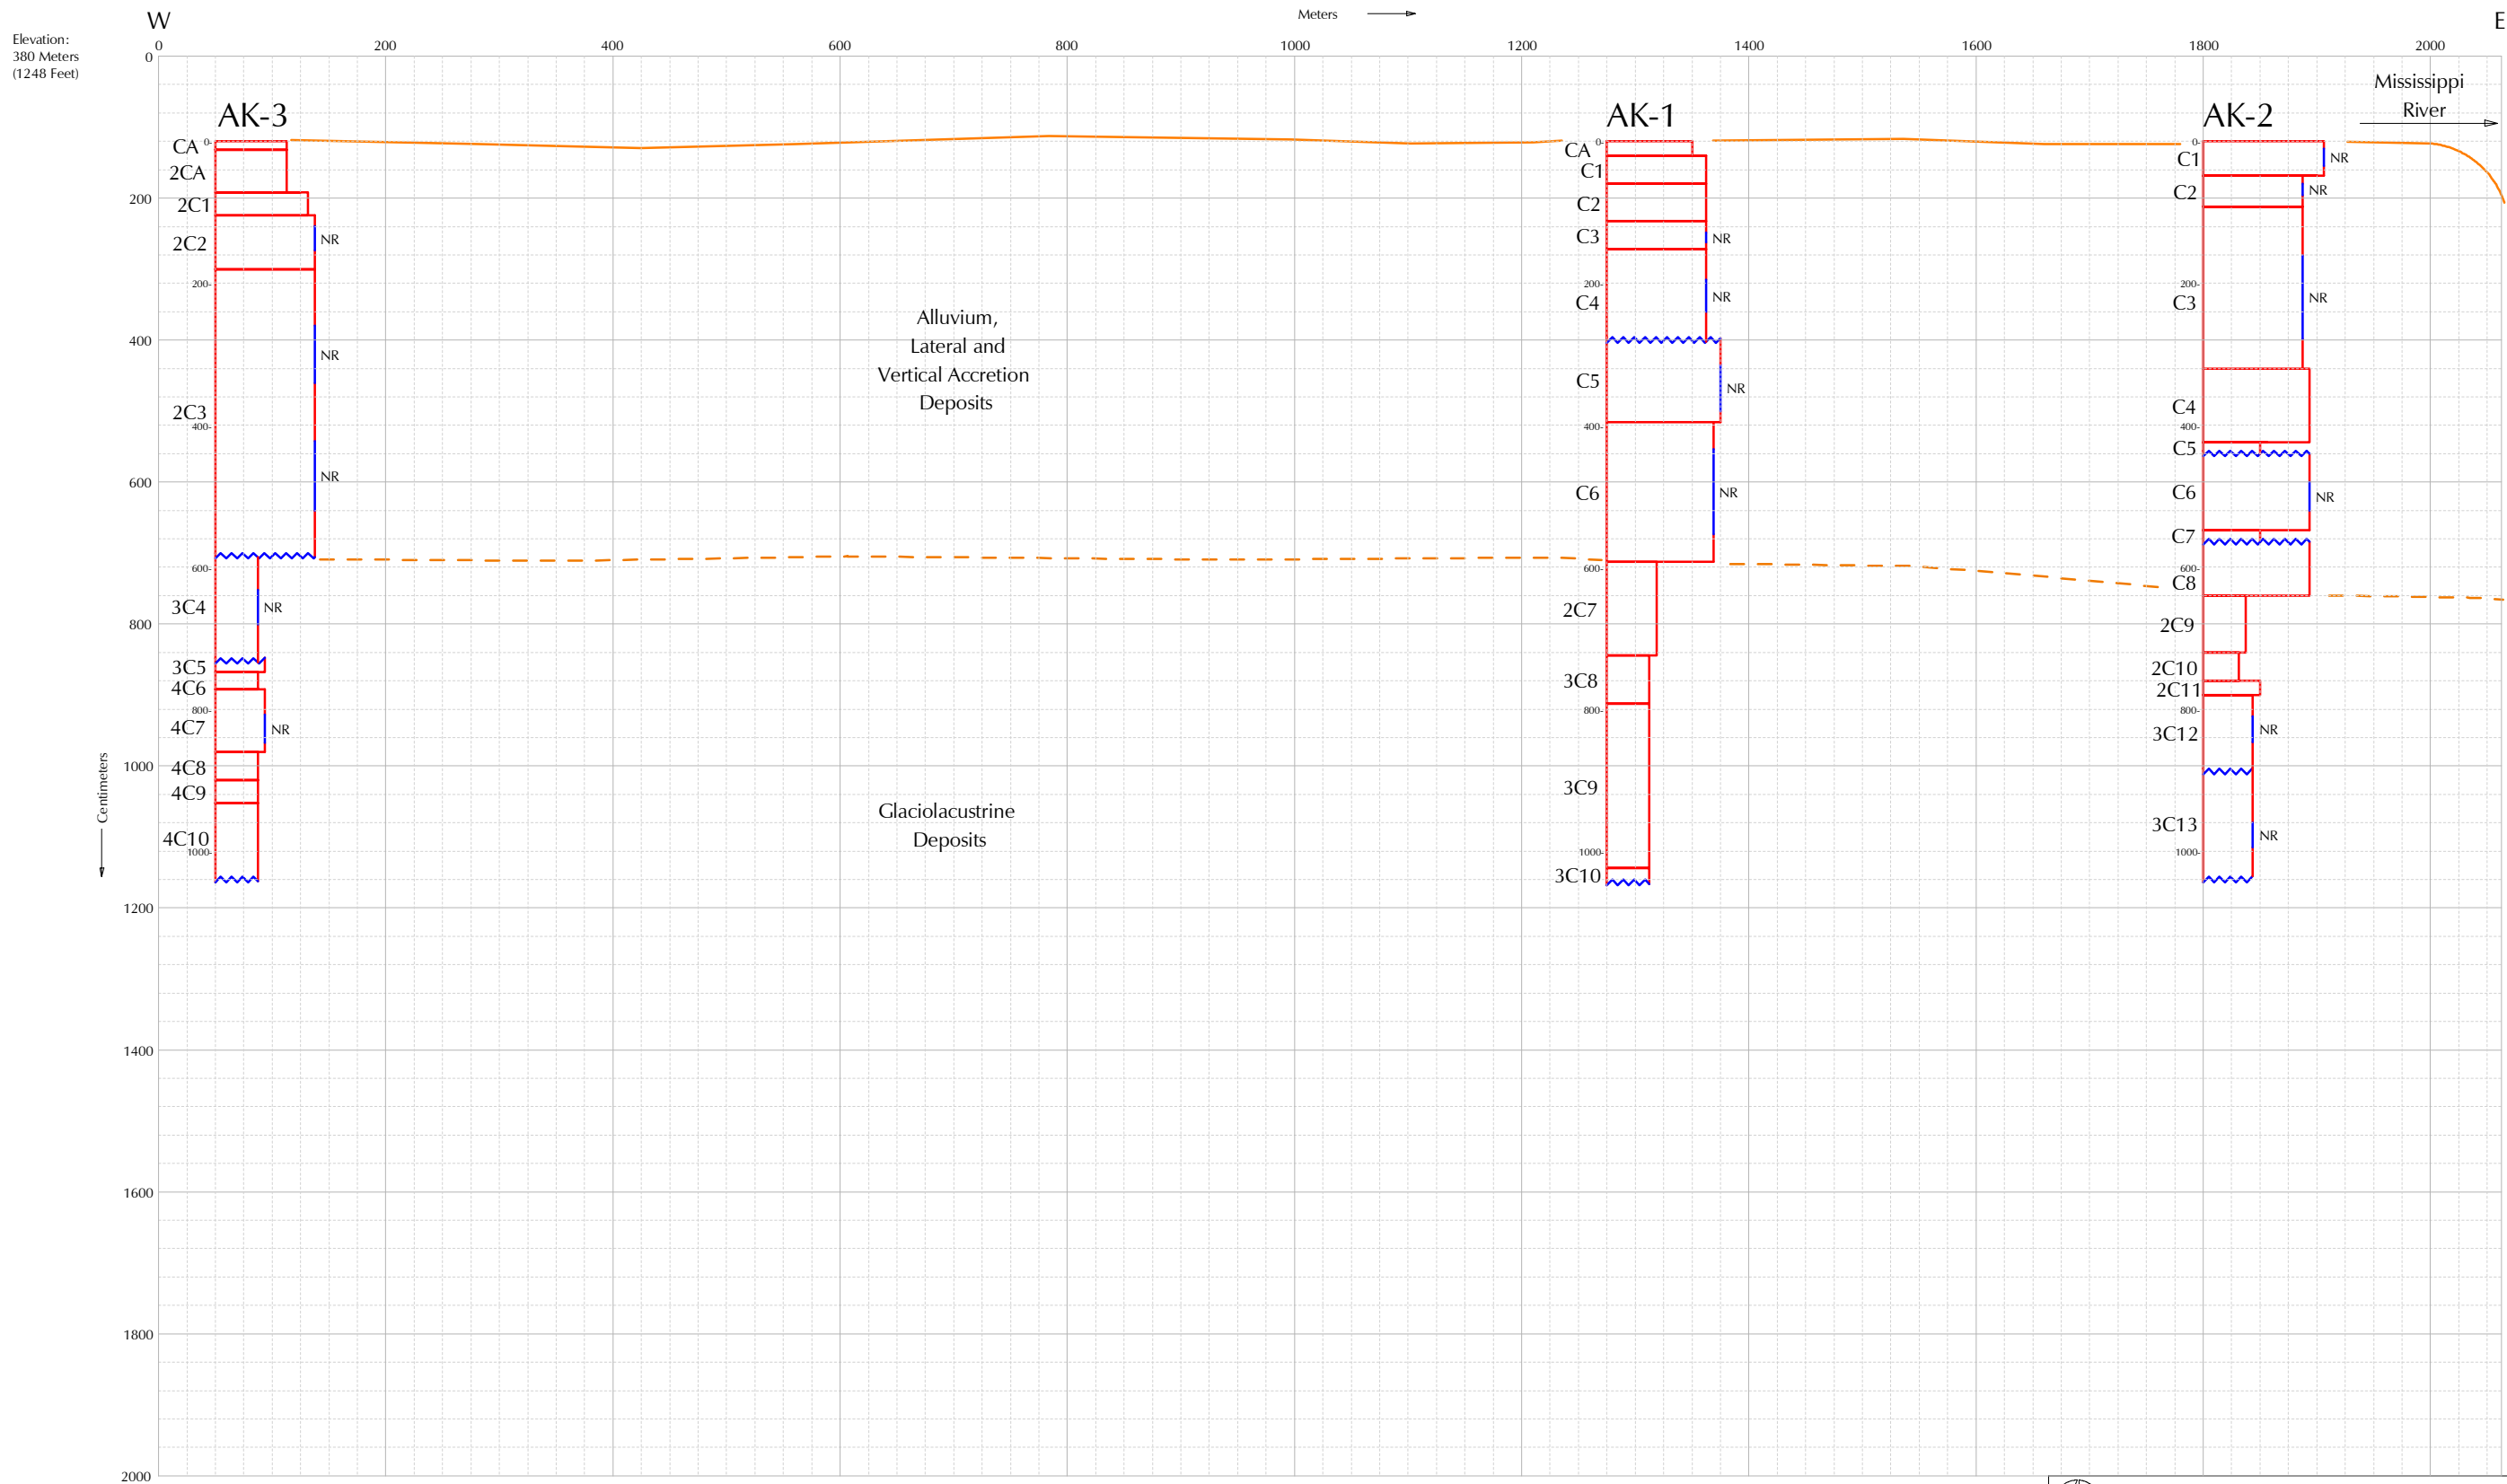 W
Meters
E
Elevation:
380 Meters
(1248 Feet)
0
200
400
600
800
1000
1200
1400
1600
1800
2000
0
200
400
600
800
1000
1200
1400
1600
1800
2000
Centimeters
Mississippi
River
AK-3
0-
200-
400-
600-
800-
1000-
CA
2CA
2C1
2C2
NR
2C3
NR
NR
3C4
NR
3C5
4C6
4C7
NR
4C8
4C9
4C10
Alluvium,
Lateral and
Vertical Accretion
Deposits
Glaciolacustrine
Deposits
AK-1
0-
200-
400-
600-
800-
1000-
CA
C1
C2
C3
NR
C4
NR
C5
NR
C6
NR
2C7
3C8
3C9
3C10
AK-2
0-
200-
400-
600-
800-
1000-
C1
NR
C2
NR
C3
NR
C4
C5
C6
NR
C7
C8
2C9
2C10
2C11
3C12
NR
3C13
NR